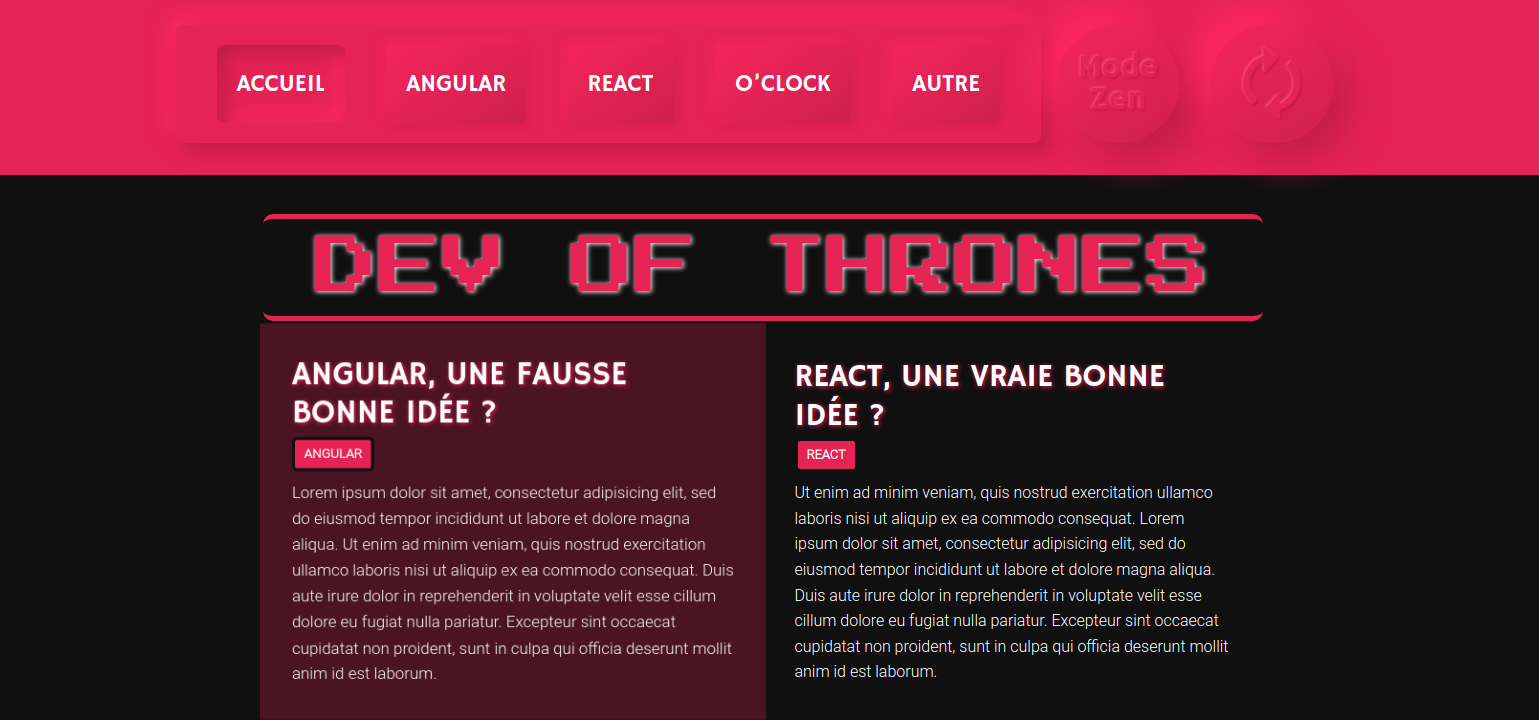 ACCUEIL ANGULAR REACT O'CLOCK AUTRE Mode
Zen
DEV OF THRONES
ANGULAR, UNE FAUSSE
BONNE IDÉE ?
ANGULAR
Lorem ipsum dolor sit amet, consectetur adipisicing elit, sed
do eiusmod tempor incididunt ut labore et dolore magna
aliqua. Ut enim ad minim veniam, quis nostrud exercitation
ullamco laboris nisi ut aliquip ex ea commodo consequat. Duis
aute irure dolor in reprehenderit in voluptate velit esse cillum
dolore eu fugiat nulla pariatur. Excepteur sint occaecat
cupidatat non proident, sunt in culpa qui officia deserunt mollit
anim id est laborum.
REACT, UNE VRAIE BONNE
IDÉE ?
REACT
Ut enim ad minim veniam, quis nostrud exercitation ullamco
laboris nisi ut aliquip ex ea commodo consequat. Lorem
ipsum dolor sit amet, consectetur adipisicing elit, sed do
eiusmod tempor incididunt ut labore et dolore magna aliqua.
Duis aute irure dolor in reprehenderit in voluptate velit esse
cillum dolore eu fugiat nulla pariatur. Excepteur sint occaecat
cupidatat non proident, sunt in culpa qui officia deserunt mollit
anim id est laborum.